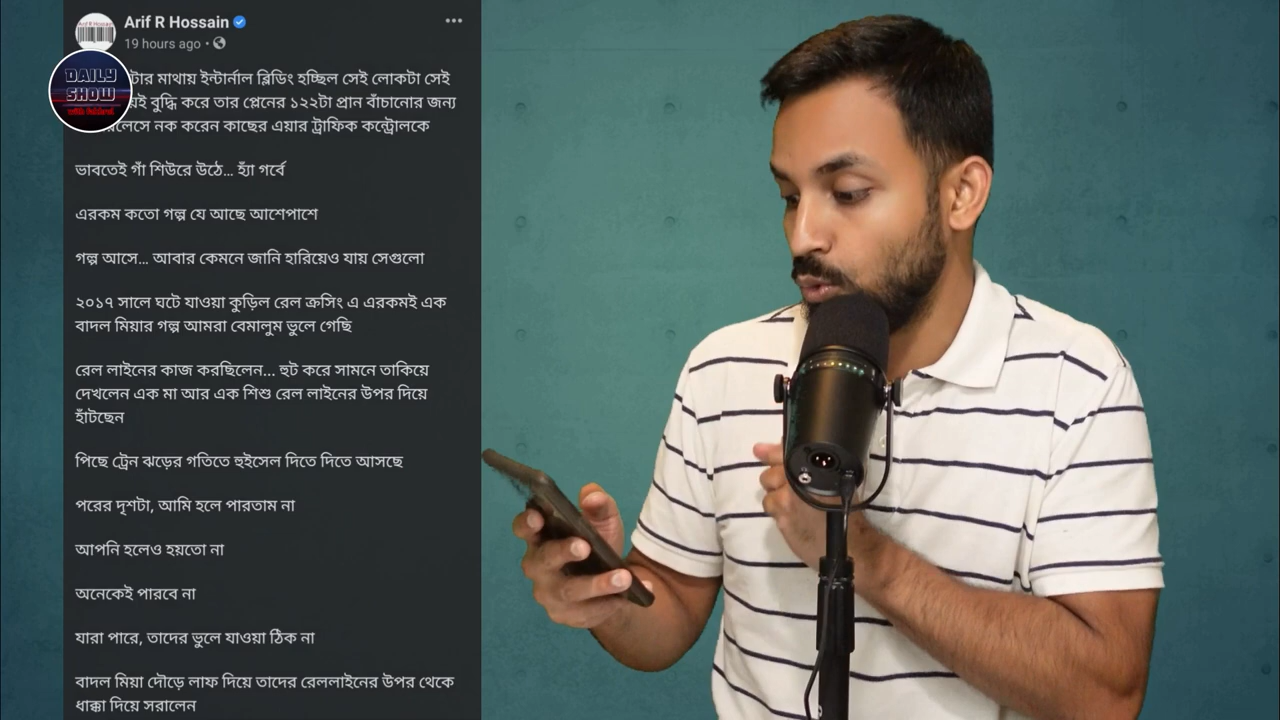 Arif R Hossain
19 hours ago
DAILY
SHOW
মাথায় ইন্টার্নাল ব্লিডিং হচ্ছিল সেই লোকটা সেই
বুদ্ধি করে তার প্লেনের ১২২টা প্রান বাঁচানোর জন্য
নক করেন কাছের এয়ার ট্রাফিক কন্ট্রোলকে
ভাবতেই গাঁ শিউরে উঠে... হ্যাঁ গর্বে
এরকম কতো গল্প যে আছে আশেপাশে
গল্প আসে... আবার কেমনে জানি হারিয়েও যায় সেগুলো
২০১৭ সালে ঘটে যাওয়া কুড়িল রেল ক্রসিং এ এরকমই এক
বাদল মিয়ার গল্প আমরা বেমালুম ভুলে গেছি
রেল লাইনের কাজ করছিলেন... হুট করে সামনে তাকিয়ে
দেখলেন এক মা আর এক শিশু রেল লাইনের উপর দিয়ে
হাঁটছেন
পিছে ট্রেন ঝড়ের গতিতে হুইসেল দিতে দিতে আসছে
পরের দৃশটা, আমি হলে পারতাম না
আপনি হলেও হয়তো না
অনেকেই পারবে না
যারা পারে, তাদের ভুলে যাওয়া ঠিক না
বাদল মিয়া দৌড়ে লাফ দিয়ে তাদের রেললাইনের উপর থেকে
ধাক্কা দিয়ে সরালেন